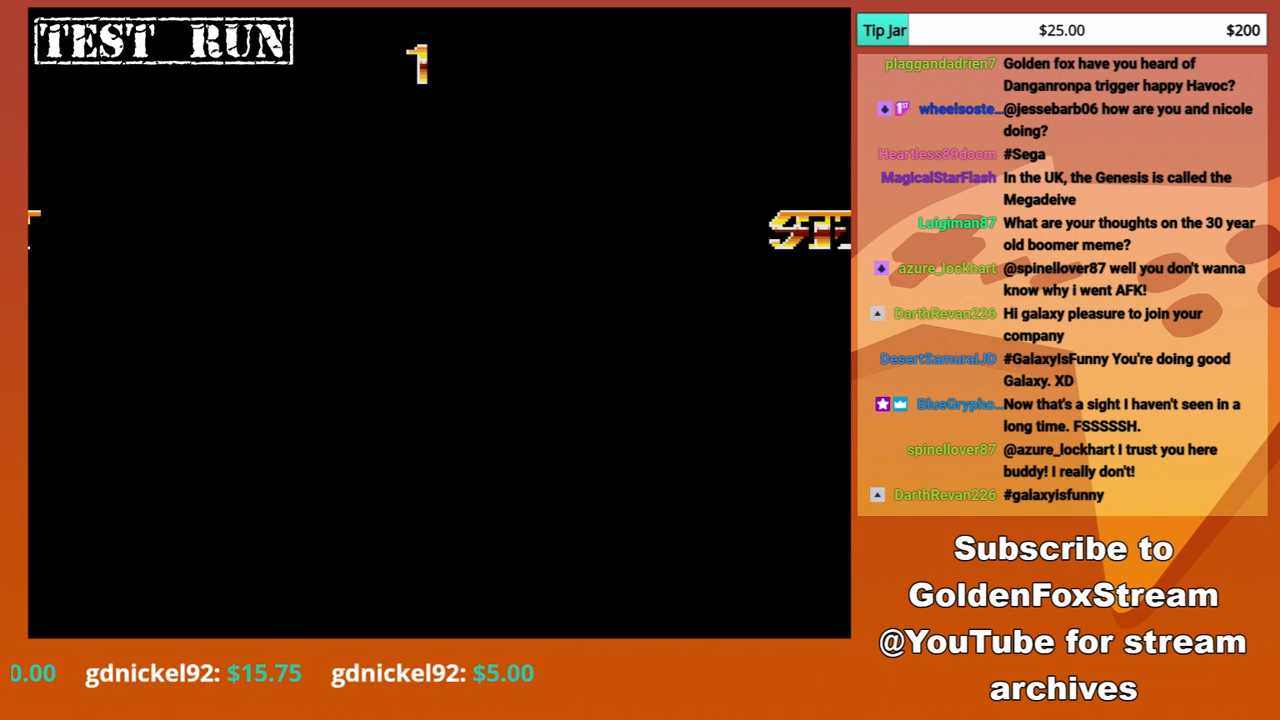 TEST RUN
1
Tip Jar $25.00 $200
plaggandadrien7 Golden fox have you heard of
Danganronpa trigger happy Havoc?
wheelsoste... @jessebarb06 how are you and nicole
doing?
Heartless89doom #Sega
MagicalStarFlash In the UK, the Genesis is called the
Megadeive
Luigiman87 What are your thoughts on the 30 year
old boomer meme?
azure_lockhart @spinellover87 well you don't wanna
know why i went AFK!
DarthRevan226 Hi galaxy pleasure to join your
company
DesertSamuraiJD #GalaxyIsFunny You're doing good
Galaxy. XD
BlueGrypho... Now that's a sight I haven't seen in a
long time. FSSSSSH.
spinellover87 @azure_lockhart I trust you here
buddy! I really don't!
DarthRevan226 #galaxyisfunny
Subscribe to
GoldenFoxStream
@YouTube for stream
archives
0.00 gdnickel92: $15.75 gdnickel92: $5.00